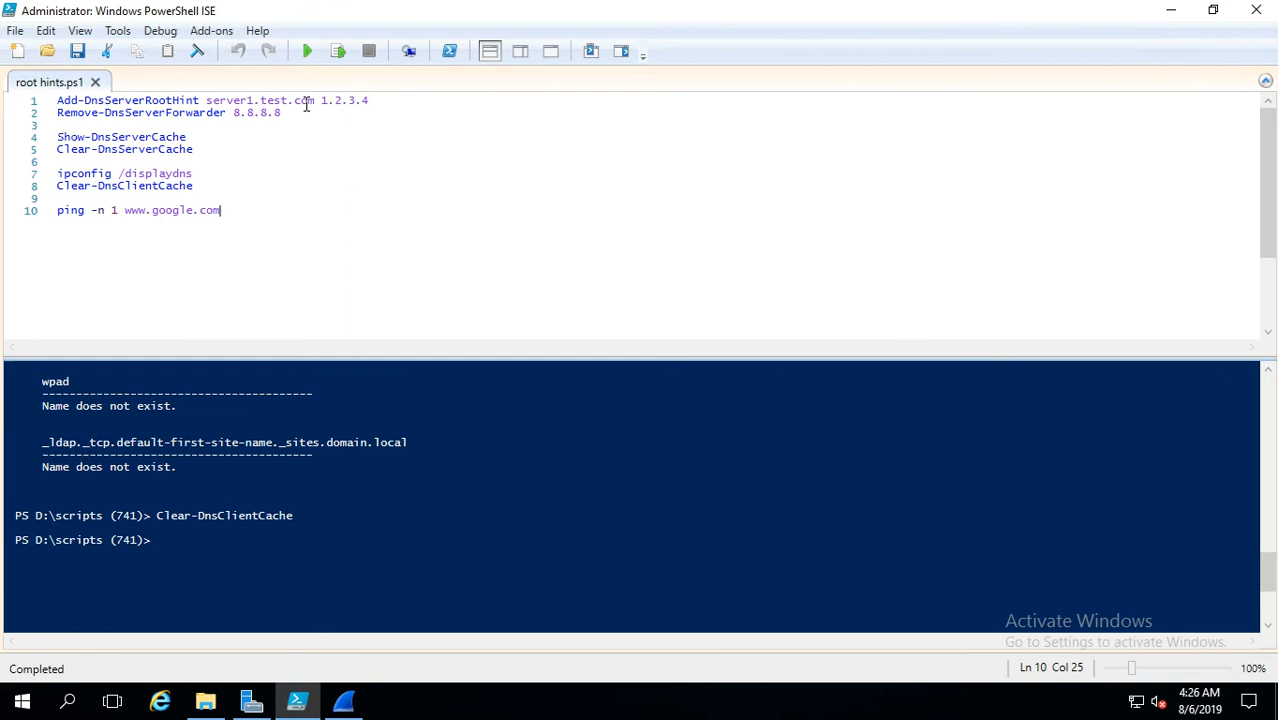 Administrator: Windows PowerShell ISE
File Edit View Tools Debug Add-ons Help
root hints.ps1
1 Add-DnsServerRootHint server1.test.com 1.2.3.4
2 Remove-DnsServerForwarder 8.8.8.8
3
4 Show-DnsServerCache
5 Clear-DnsServerCache
6
7 ipconfig /displaydns
8 Clear-DnsClientCache
9
10 ping -n 1 www.google.com
wpad
----------------------------------------
Name does not exist.
_ldap._tcp.default-first-site-name._sites.domain.local
----------------------------------------
Name does not exist.
PS D:\scripts (741)> Clear-DnsClientCache
PS D:\scripts (741)>
Activate Windows
Go to Settings to activate Windows.
Completed
Ln 10 Col 25
100%
4:26 AM
8/6/2019